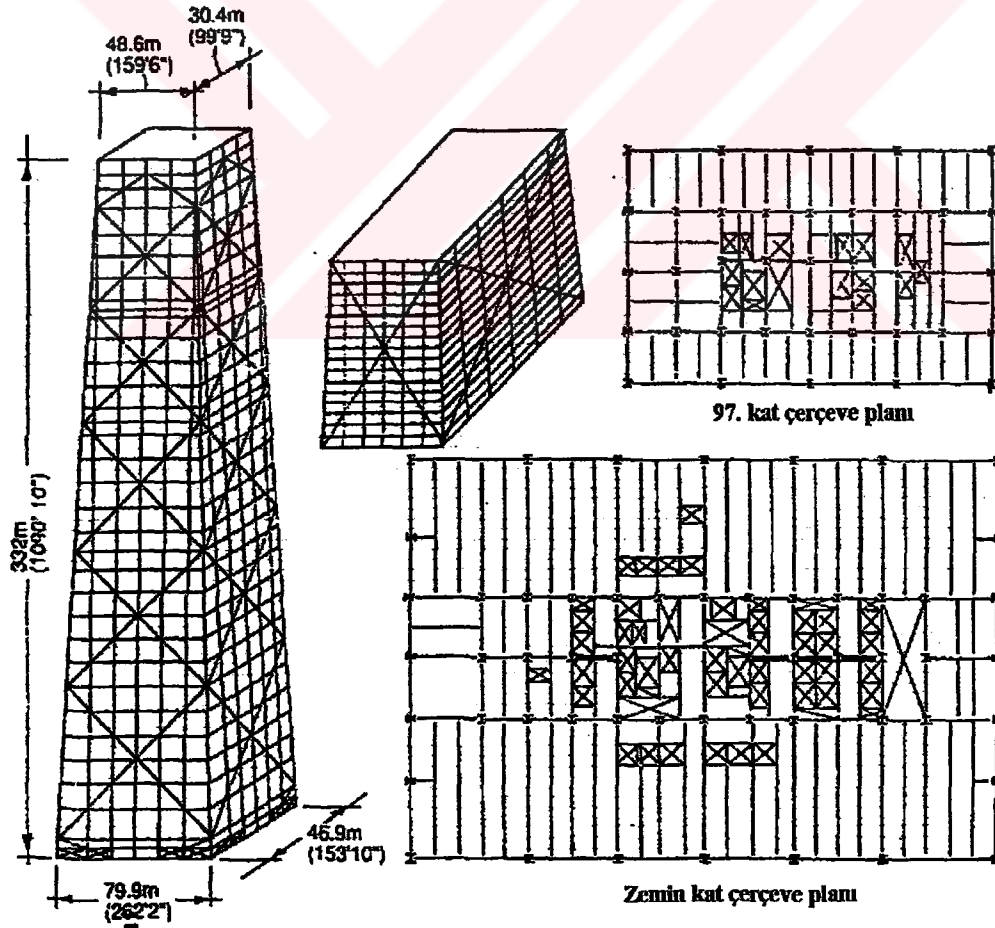 48.6m
(159'6")
30.4m
(99'9")
332m
(1090' 10")
97. kat çerçeve planı
46.9m
(153'10")
79.9m
(262'2")
Zemin kat çerçeve planı